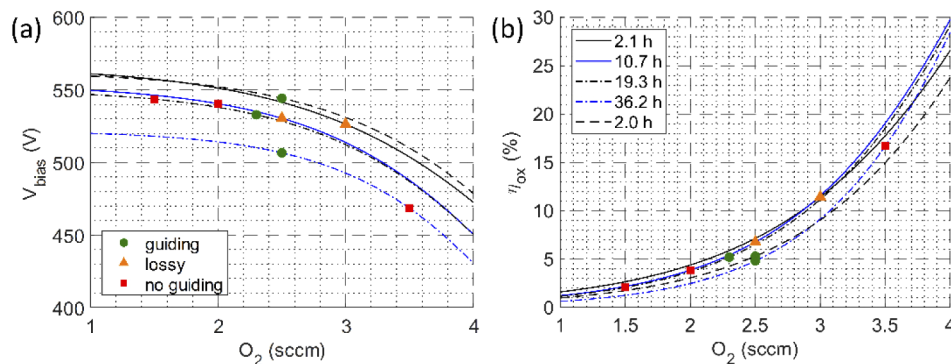 (a)
600
550
500
450
400
V_bias (V)
guiding
lossy
no guiding
1 2 3 4
O_2 (sccm)
(b)
30
25
20
15
10
5
0
η_ox (%)
2.1 h
10.7 h
19.3 h
36.2 h
2.0 h
1 1.5 2 2.5 3 3.5 4
O_2 (sccm)